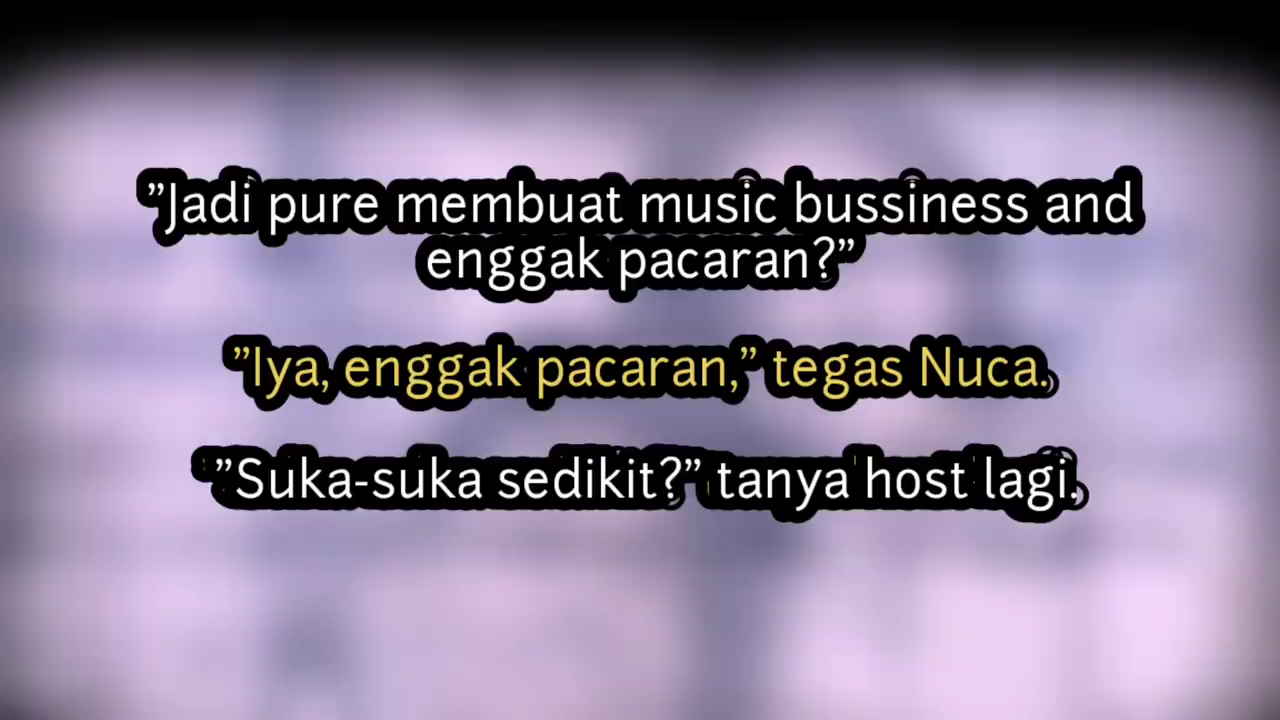 ”Jadi pure membuat music bussiness and
enggak pacaran?”
”Iya, enggak pacaran,” tegas Nuca.
”Suka-suka sedikit?” tanya host lagi.